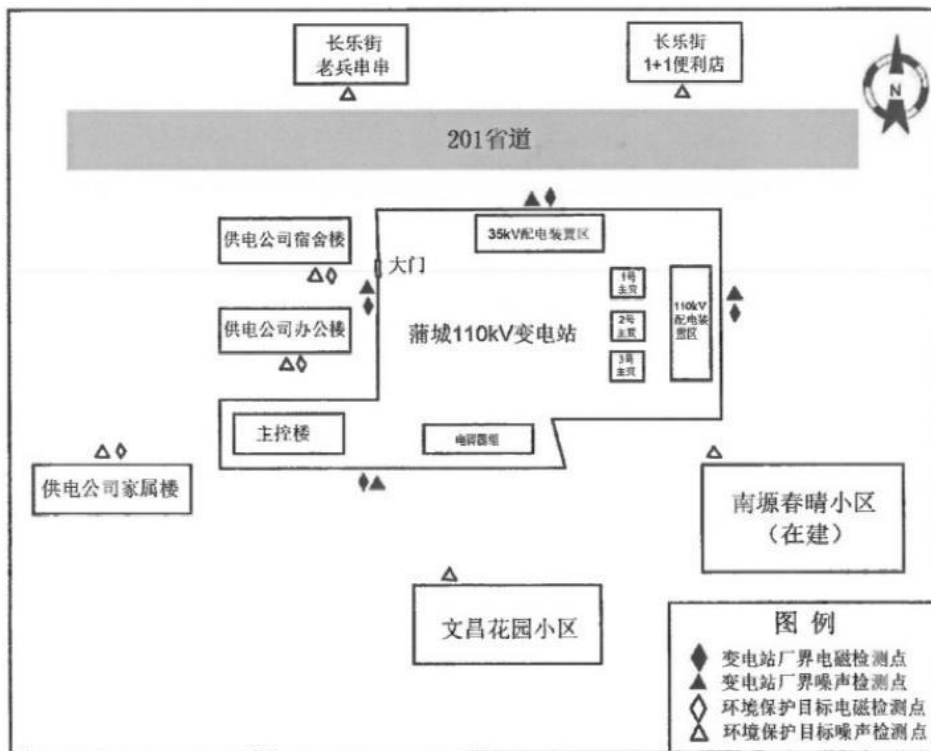 长乐街
老兵串串
长乐街
1+1便利店
N
201省道
35kV配电装置区
供电公司宿舍楼
大门
1号
主变
110kV
配电装
置区
供电公司办公楼
蒲城110kV变电站
2号
主变
3号
主变
主控楼
电容器组
供电公司家属楼
南塬春晴小区
（在建）
文昌花园小区
图 例
变电站厂界电磁检测点
变电站厂界噪声检测点
环境保护目标电磁检测点
环境保护目标噪声检测点